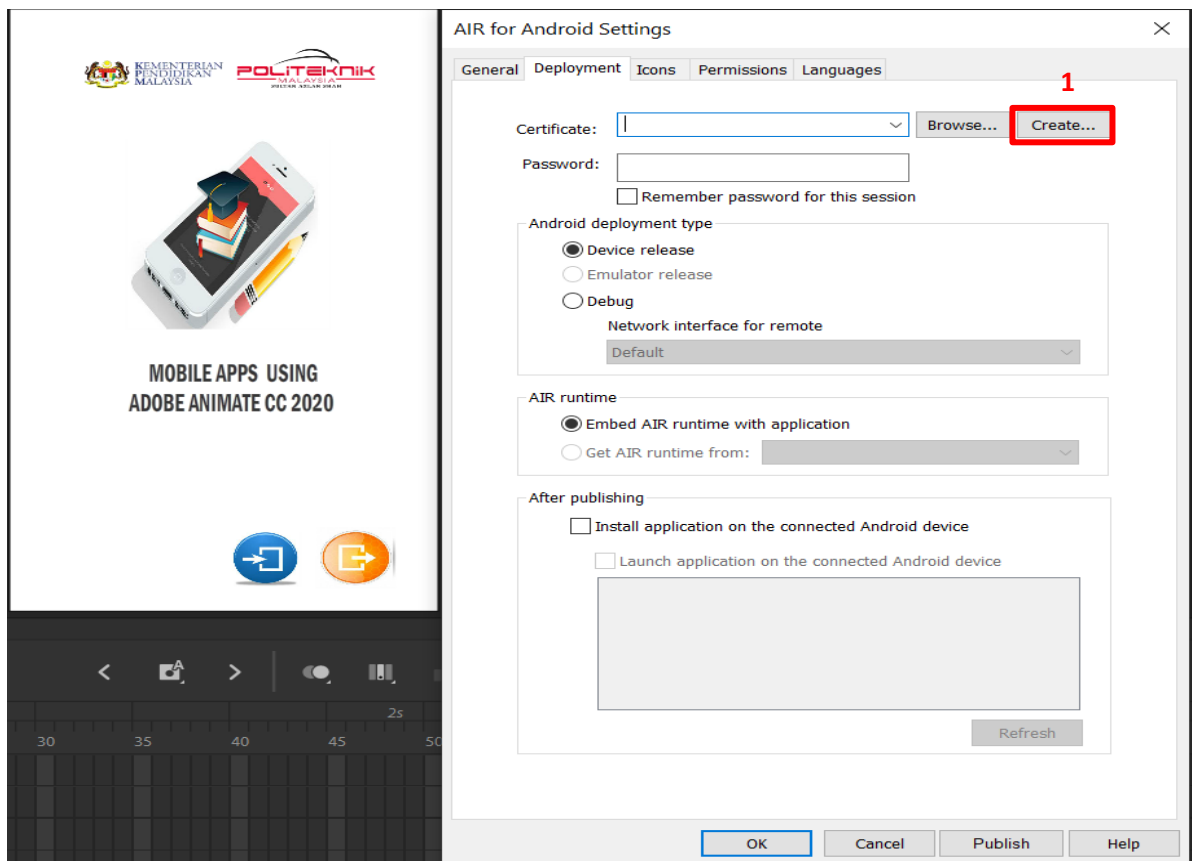 KEMENTERIAN
PENDIDIKAN
MALAYSIA
POLITEKNIK
MALAYSIA
SULTAN AZLAN SHAH
MOBILE APPS USING
ADOBE ANIMATE CC 2020
2s
30 35 40 45 50
AIR for Android Settings
General Deployment Icons Permissions Languages
1
Certificate: Browse... Create...
Password:
Remember password for this session
Android deployment type
Device release
Emulator release
Debug
Network interface for remote
Default
AIR runtime
Embed AIR runtime with application
Get AIR runtime from:
After publishing
Install application on the connected Android device
Launch application on the connected Android device
Refresh
OK Cancel Publish Help